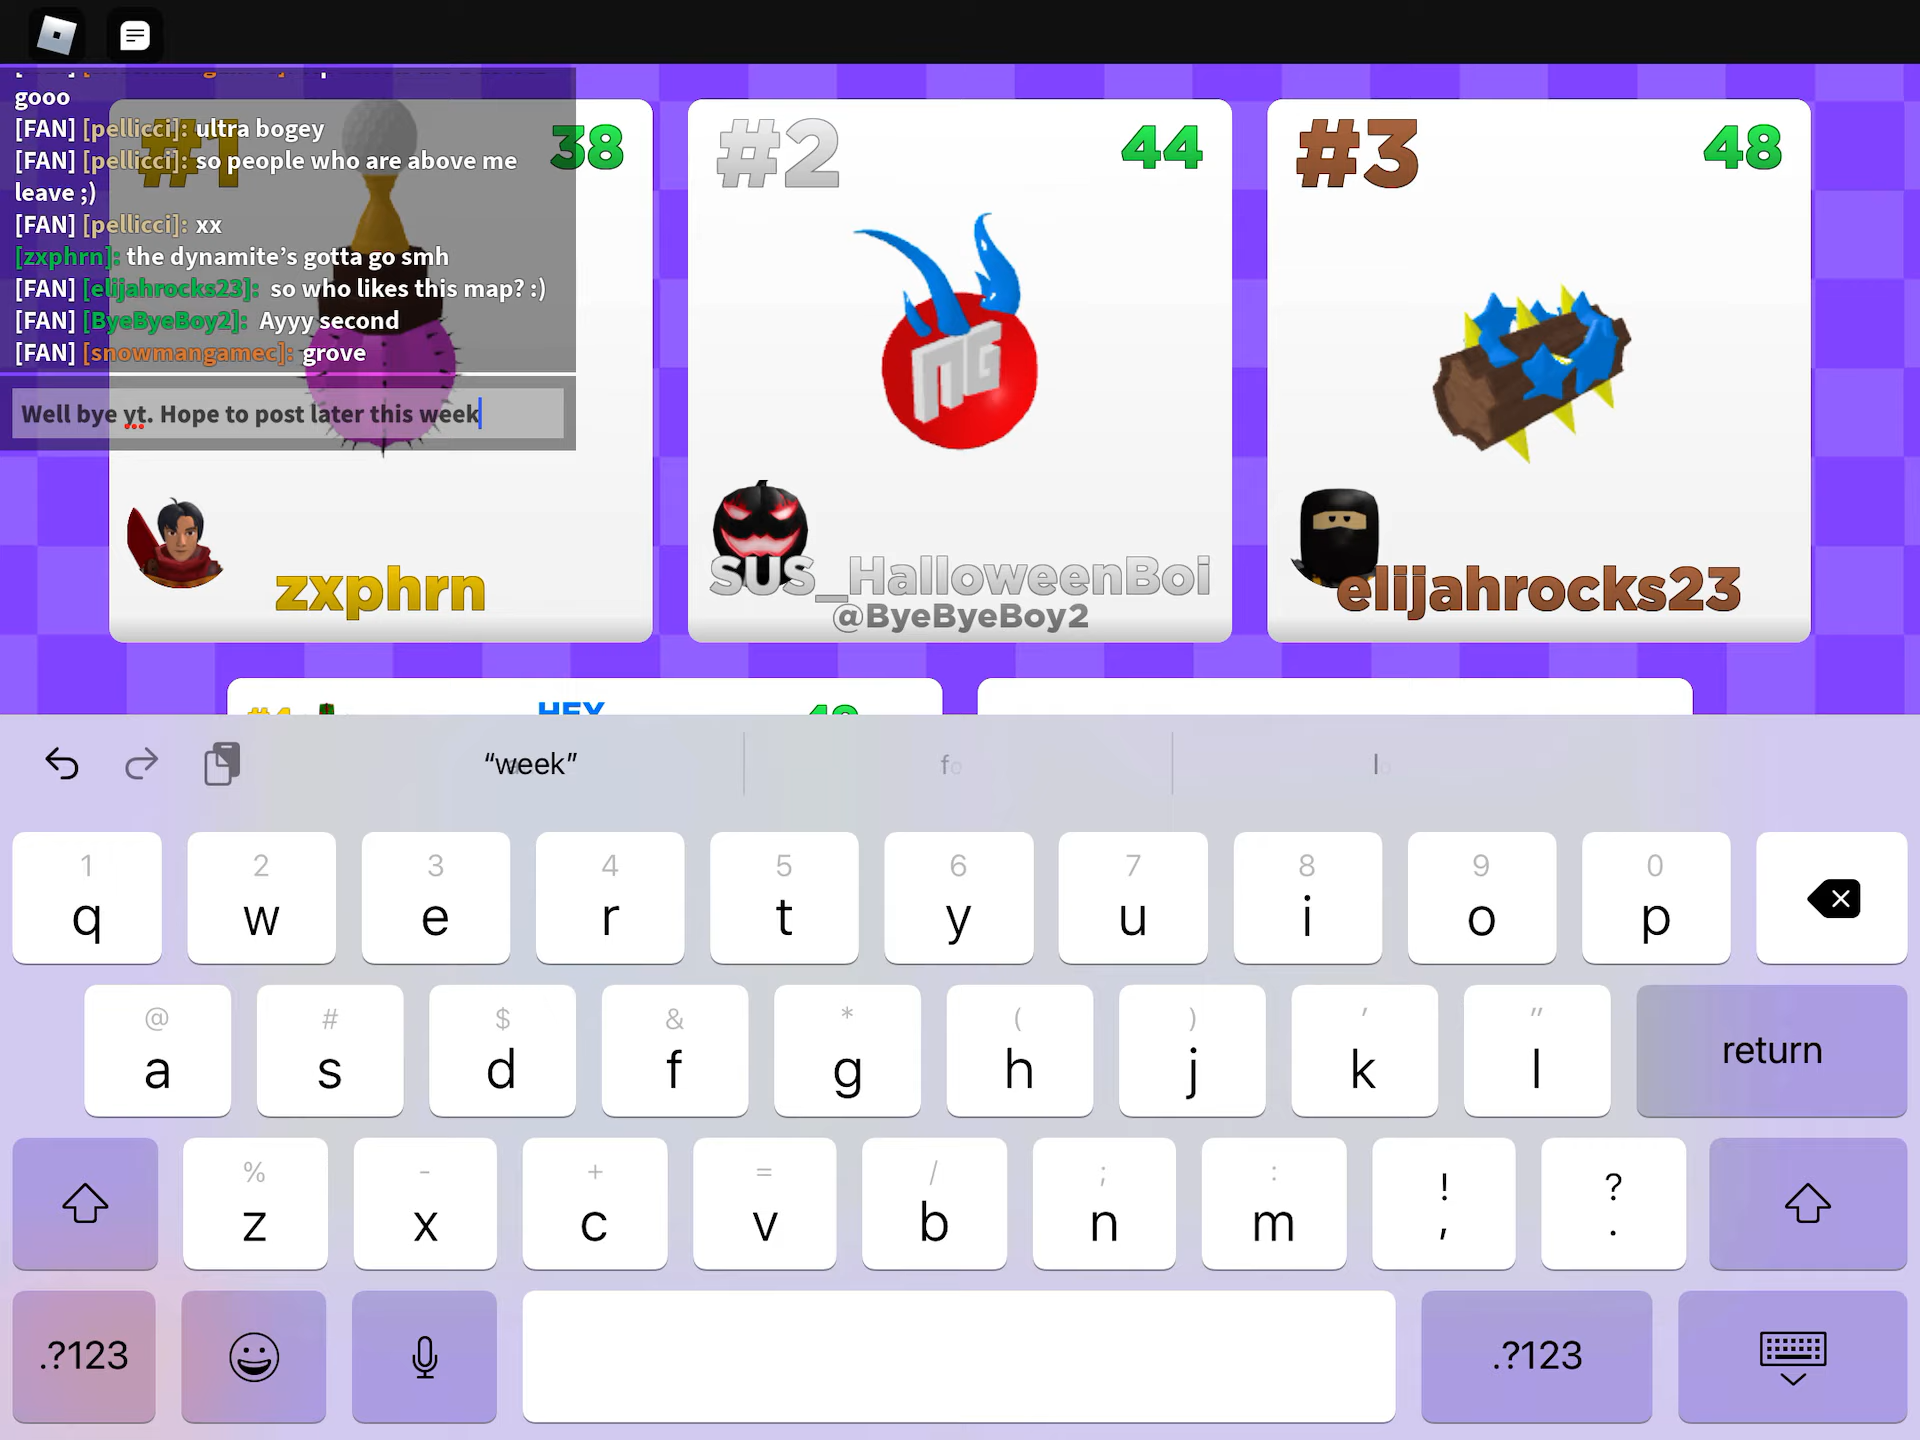 gooo
[FAN] [pellicci]: ultra bogey
[FAN] [pellicci]: so people who are above me
leave ;)
[FAN] [pellicci]: xx
[zxphrn]: the dynamite's gotta go smh
[FAN] [elijahrocks23]: so who likes this map? :)
[FAN] [ByeByeBoy2]: Ayyy second
[FAN] [snowmangamec]: grove
Well bye yt. Hope to post later this week
#1 38
zxphrn
#2 44
NG
SUS_HalloweenBoi
@ByeByeBoy2
#3 48
elijahrocks23
HEY
“week”
1 2 3 4 5 6 7 8 9 0
q w e r t y u i o p
@ # $ & * ( ) ' "
a s d f g h j k l return
% - + = / ; : ! ?
z x c v b n m , .
.?123 .?123